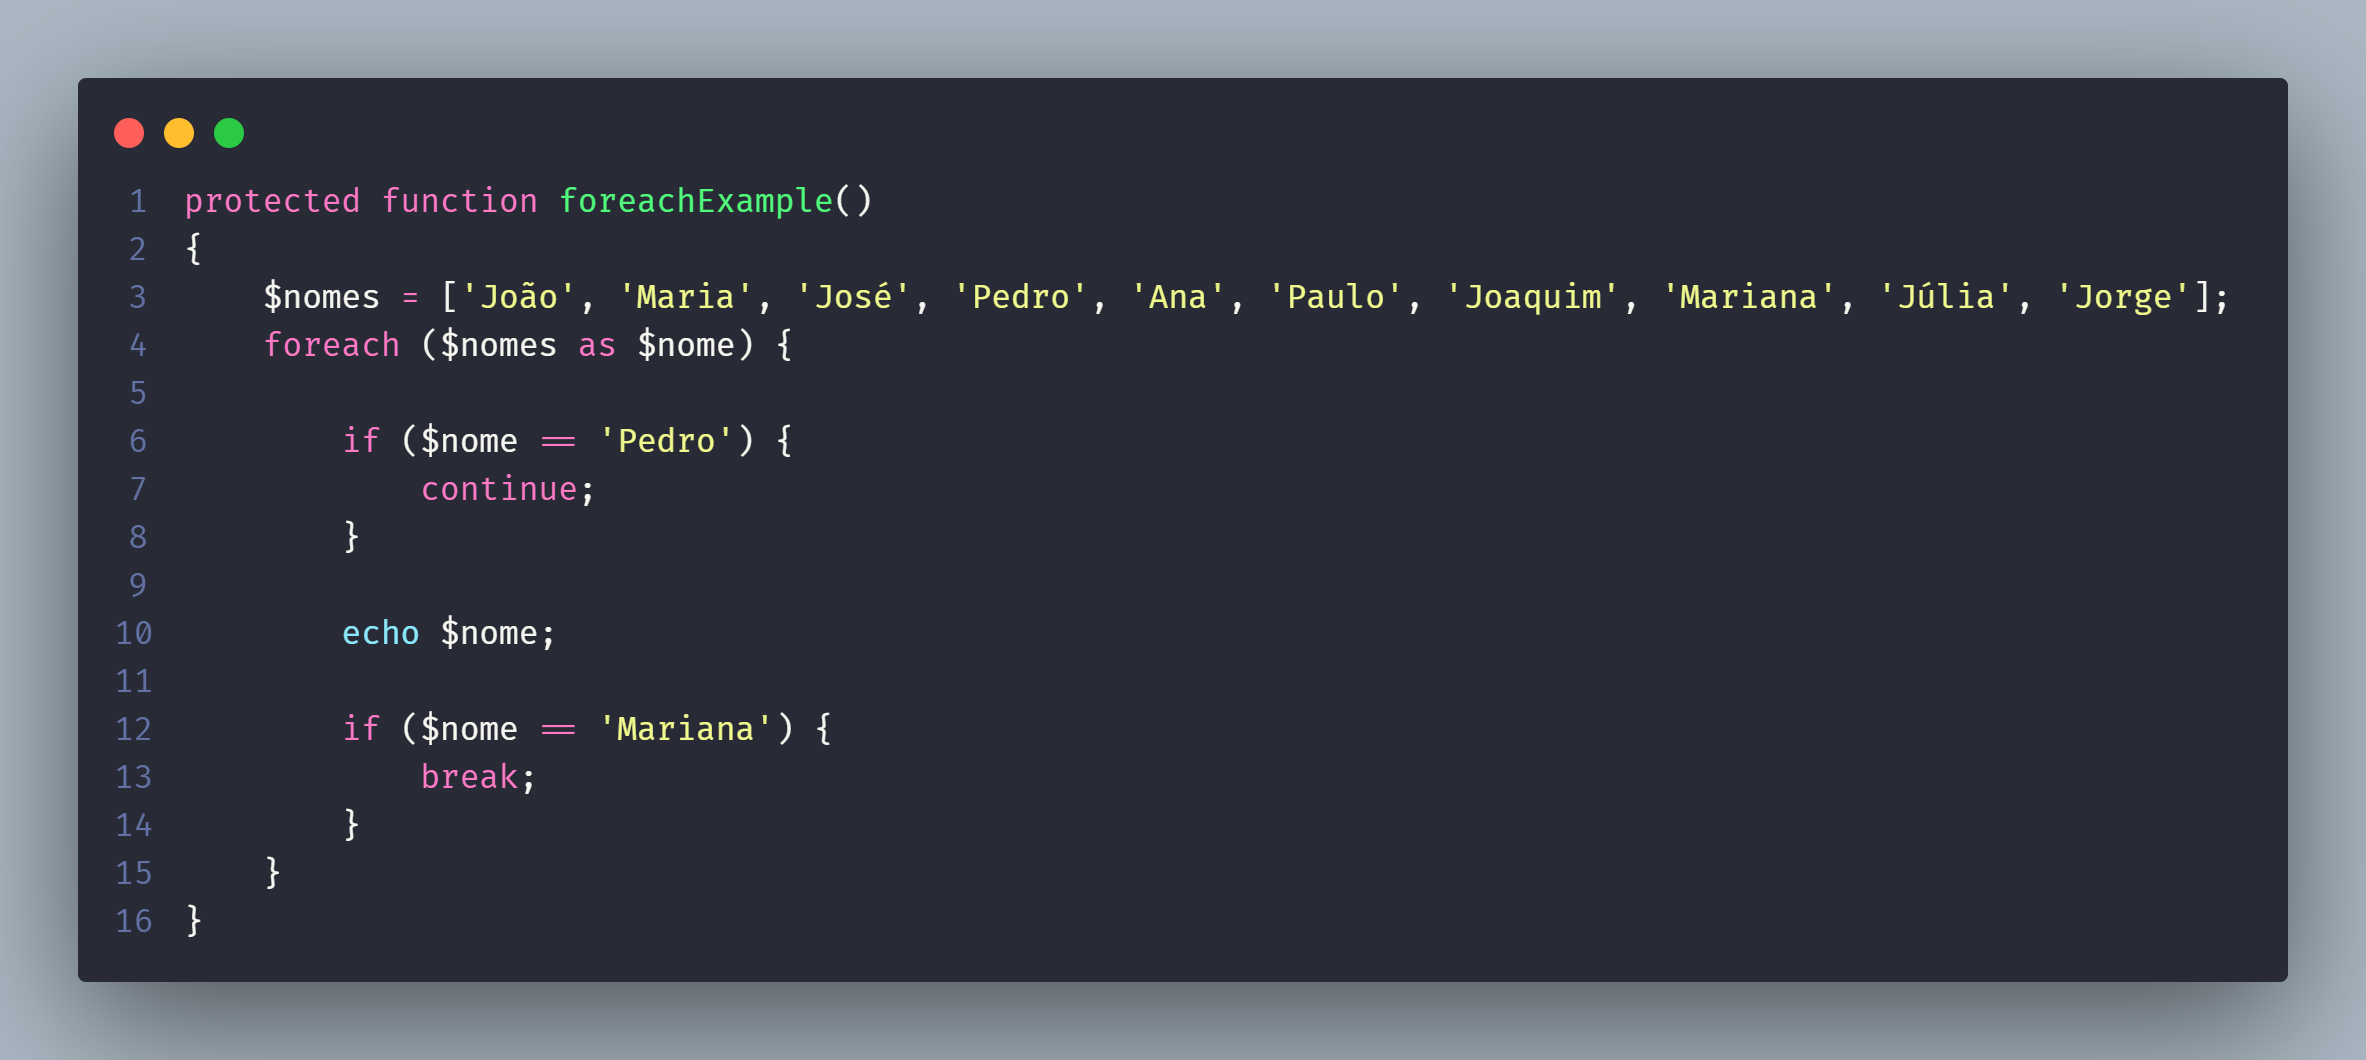 1 protected function foreachExample()
2 {
3     $nomes = ['João', 'Maria', 'José', 'Pedro', 'Ana', 'Paulo', 'Joaquim', 'Mariana', 'Júlia', 'Jorge'];
4     foreach ($nomes as $nome) {
5
6         if ($nome == 'Pedro') {
7             continue;
8         }
9
10         echo $nome;
11
12         if ($nome == 'Mariana') {
13             break;
14         }
15     }
16 }